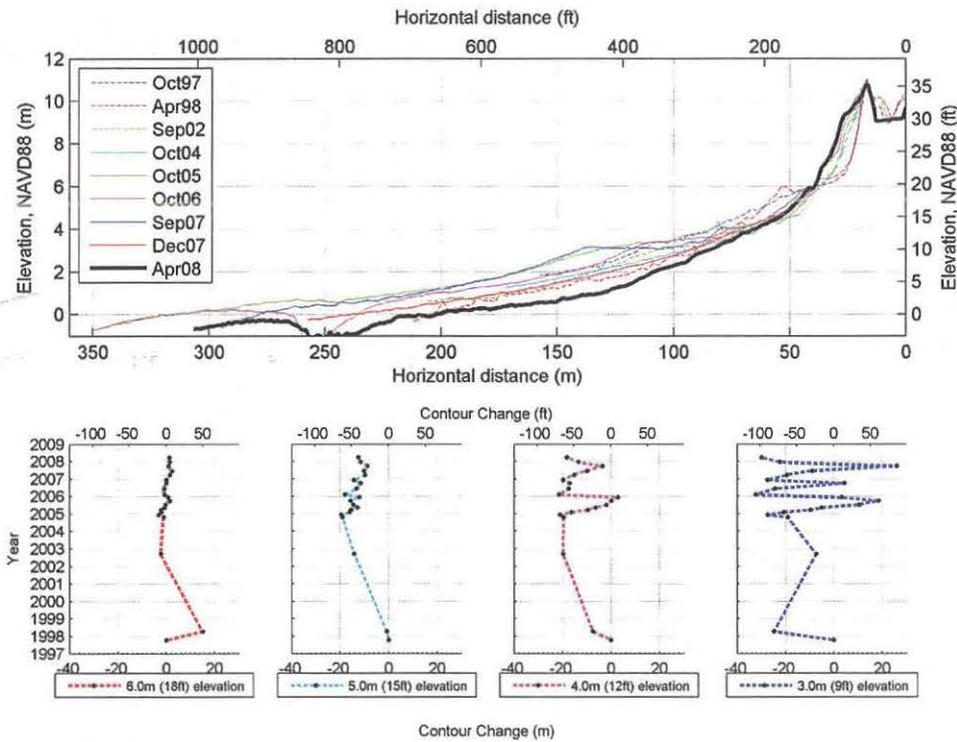 Horizontal distance (ft)
1000 800 600 400 200 0
12
10
8
6
4
2
0
Elevation, NAVD88 (m)
Oct97
Apr98
Sep02
Oct04
Oct05
Oct06
Sep07
Dec07
Apr08
35
30
25
20
15
10
5
0
Elevation, NAVD88 (ft)
350 300 250 200 150 100 50 0
Horizontal distance (m)
Contour Change (ft)
-100 -50 0 50
-100 -50 0
-100 -50 0
-100 -50 0 50
2009
2008
2007
2006
2005
2004
2003
2002
2001
2000
1999
1998
1997
Year
-40 -20 0 20
-40 -20 0 20
-40 -20 0 20
-40 -20 0 20
6.0m (18ft) elevation
5.0m (15ft) elevation
4.0m (12ft) elevation
3.0m (9ft) elevation
Contour Change (m)